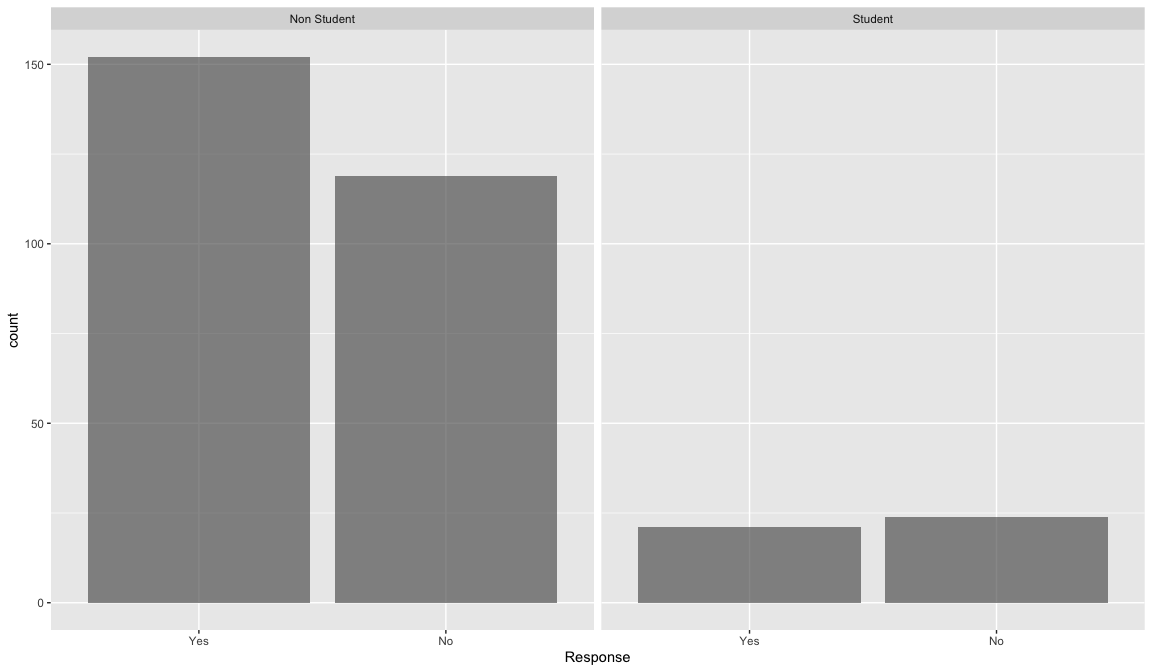 Non Student
Student
150
100
50
0
count
Yes
No
Yes
No
Response